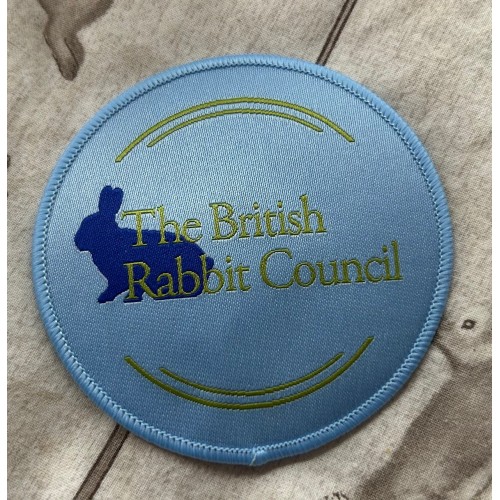 The British
Rabbit Council